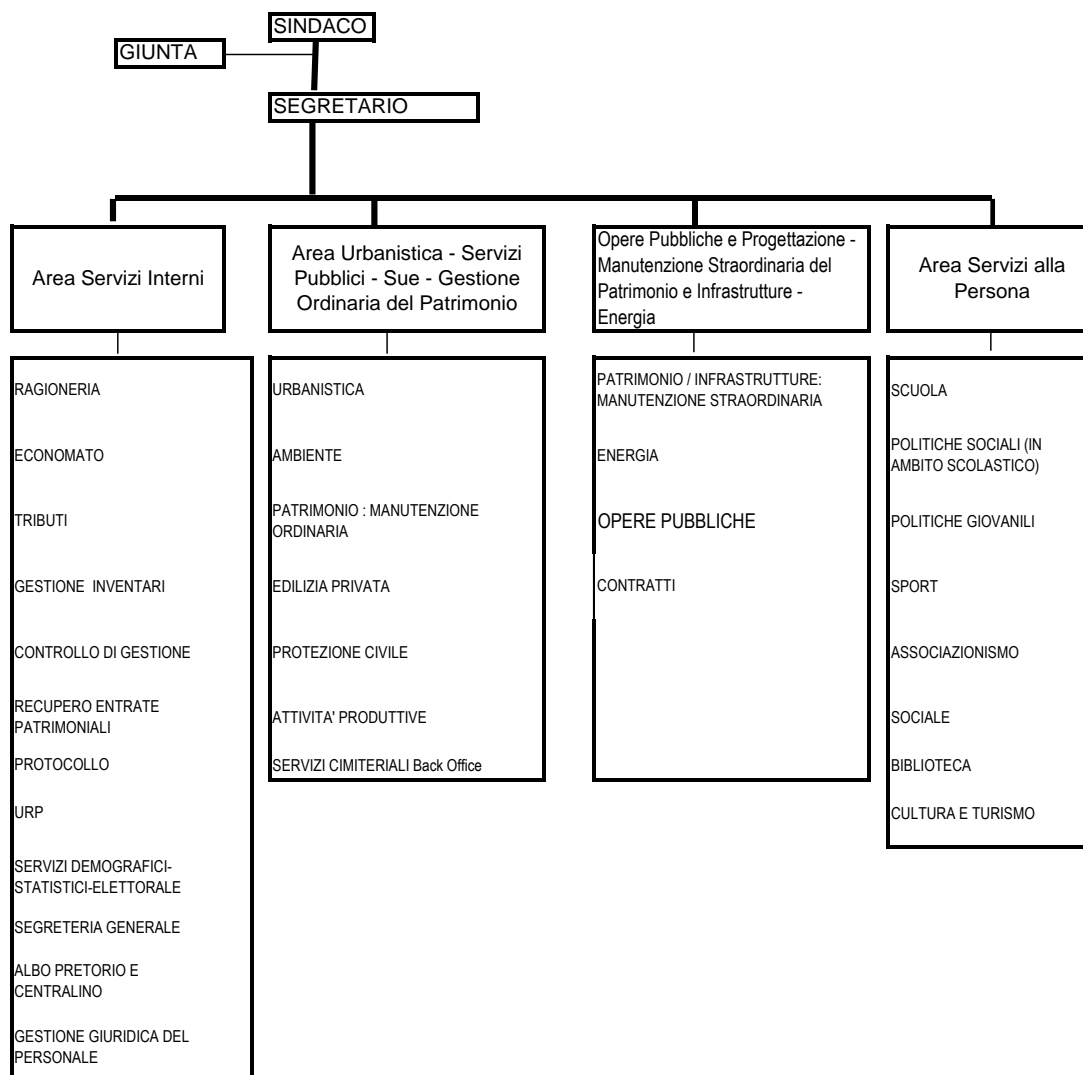 SINDACO
GIUNTA
SEGRETARIO
Area Servizi Interni
Area Urbanistica - Servizi
Pubblici - Sue - Gestione
Ordinaria del Patrimonio
Opere Pubbliche e Progettazione -
Manutenzione Straordinaria del
Patrimonio e Infrastrutture -
Energia
Area Servizi alla
Persona
RAGIONERIA
ECONOMATO
TRIBUTI
GESTIONE INVENTARI
CONTROLLO DI GESTIONE
RECUPERO ENTRATE
PATRIMONIALI
PROTOCOLLO
URP
SERVIZI DEMOGRAFICI-
STATISTICI-ELETTORALE
SEGRETERIA GENERALE
ALBO PRETORIO E
CENTRALINO
GESTIONE GIURIDICA DEL
PERSONALE
URBANISTICA
AMBIENTE
PATRIMONIO : MANUTENZIONE
ORDINARIA
EDILIZIA PRIVATA
PROTEZIONE CIVILE
ATTIVITA' PRODUTTIVE
SERVIZI CIMITERIALI Back Office
PATRIMONIO / INFRASTRUTTURE:
MANUTENZIONE STRAORDINARIA
ENERGIA
OPERE PUBBLICHE
CONTRATTI
SCUOLA
POLITICHE SOCIALI (IN
AMBITO SCOLASTICO)
POLITICHE GIOVANILI
SPORT
ASSOCIAZIONISMO
SOCIALE
BIBLIOTECA
CULTURA E TURISMO